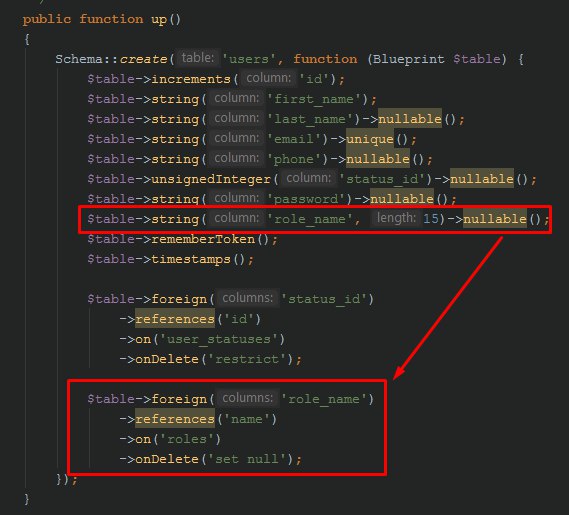 public function up()
{
Schema::create( table: 'users', function (Blueprint $table) {
$table->increments( column: 'id');
$table->string( column: 'first_name');
$table->string( column: 'last_name')->nullable();
$table->string( column: 'email')->unique();
$table->string( column: 'phone')->nullable();
$table->unsignedInteger( column: 'status_id')->nullable();
$table->string( column: 'password')->nullable();
$table->string( column: 'role_name', length: 15)->nullable();
$table->rememberToken();
$table->timestamps();
$table->foreign( columns: 'status_id')
->references('id')
->on('user_statuses')
->onDelete('restrict');
$table->foreign( columns: 'role_name')
->references('name')
->on('roles')
->onDelete('set null');
});
}